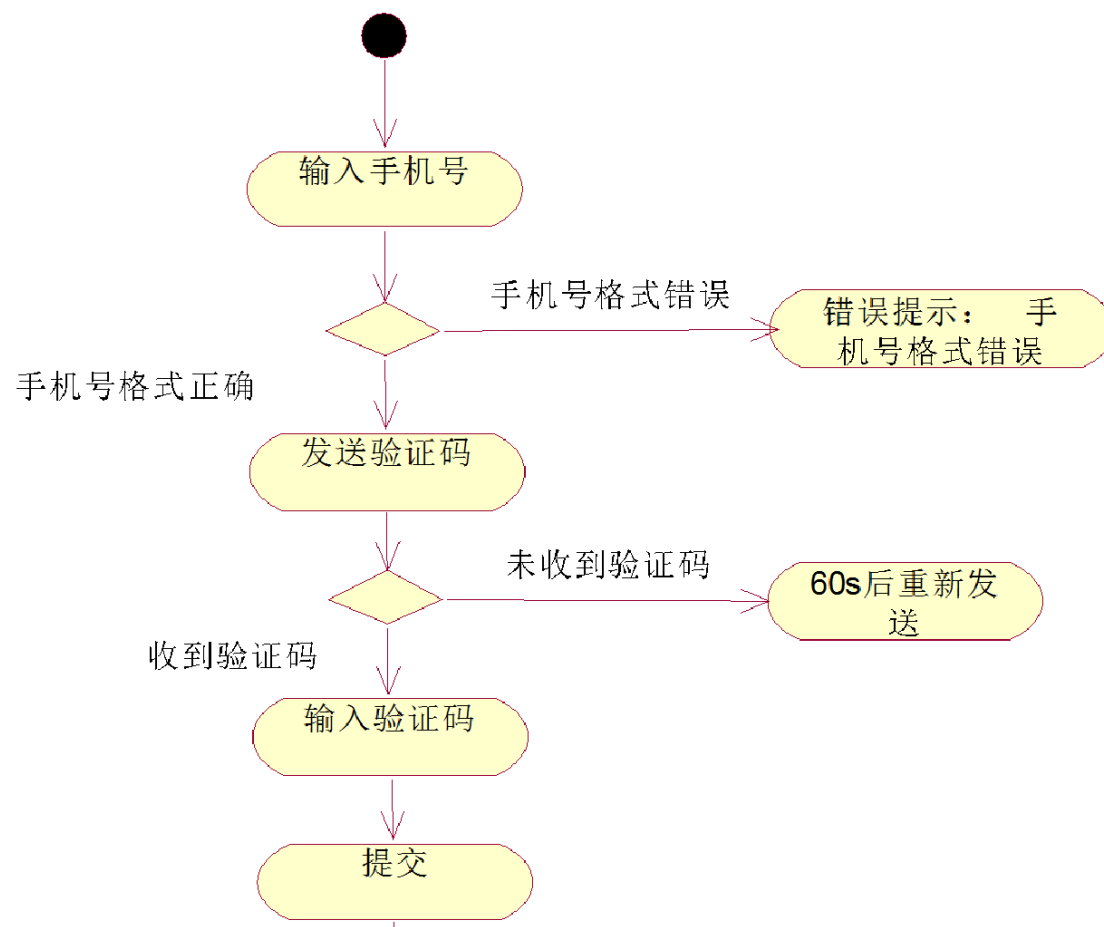 输入手机号
手机号格式错误
错误提示： 手
机号格式错误
手机号格式正确
发送验证码
未收到验证码
60s后重新发
送
收到验证码
输入验证码
提交